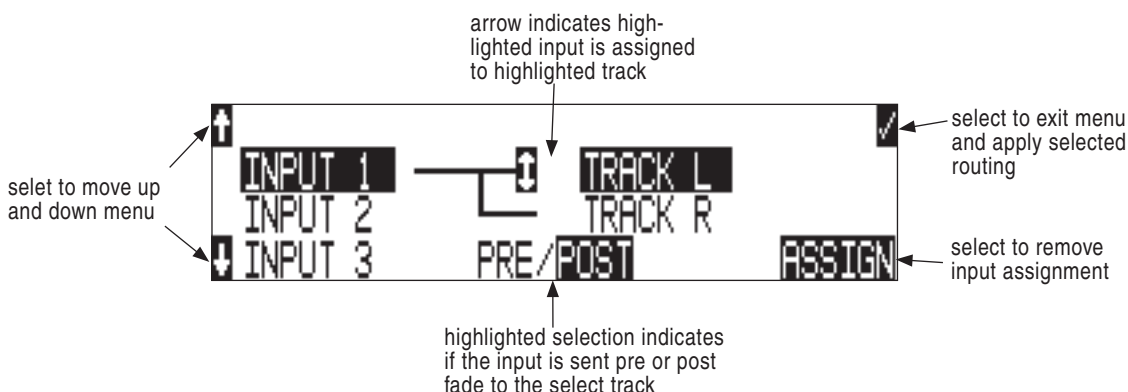 arrow indicates high-
lighted input is assigned
to highlighted track
select to exit menu
and apply selected
routing
selet to move up
and down menu
INPUT 1
TRACK L
INPUT 2
TRACK R
INPUT 3
PRE/POST
ASSIGN
select to remove
input assignment
highlighted selection indicates
if the input is sent pre or post
fade to the select track